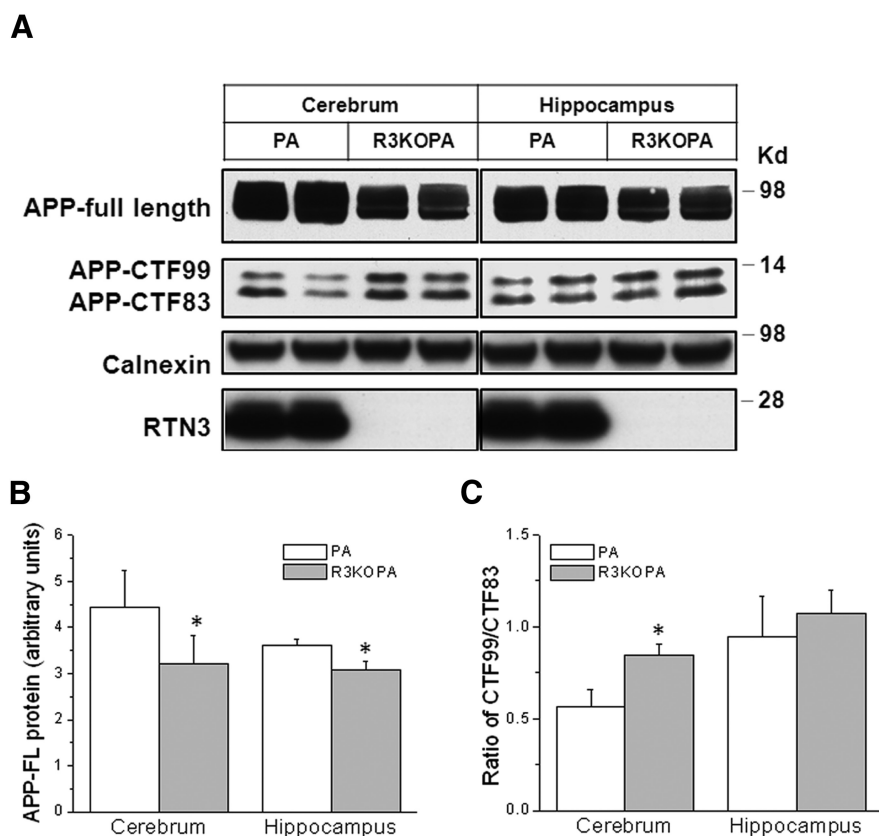 A
Cerebrum Hippocampus
PA R3KOPA PA R3KOPA
Kd
APP-full length
98
APP-CTF99
14
APP-CTF83
98
Calnexin
28
RTN3
B
APP-FL protein (arbitrary units)
6
5
4
3
2
1
0
PA
R3KOPA
*
*
Cerebrum Hippocampus
C
Ratio of CTF99/CTF83
1.5
1.0
0.5
0.0
PA
R3KOPA
*
Cerebrum Hippocampus